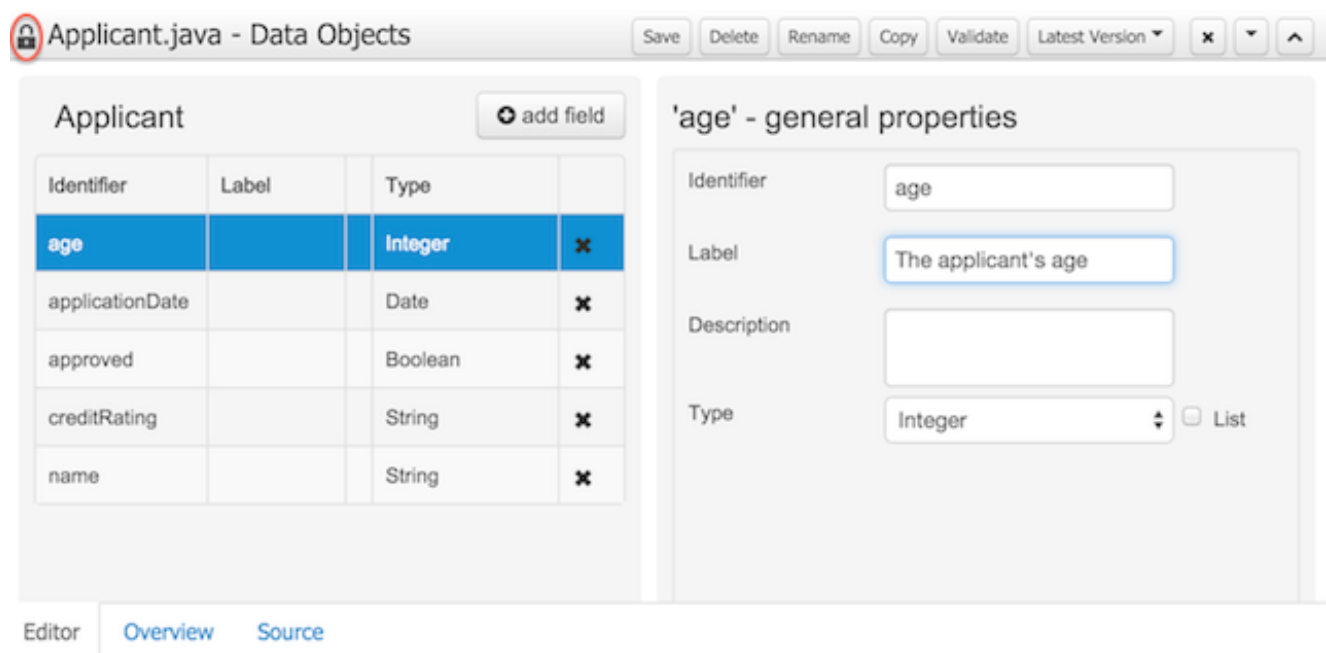 Applicant.java - Data Objects
Save Delete Rename Copy Validate Latest Version
Applicant
add field
Identifier Label Type
age Integer
applicationDate Date
approved Boolean
creditRating String
name String
'age' - general properties
Identifier age
Label The applicant's age
Description
Type Integer List
Editor Overview Source